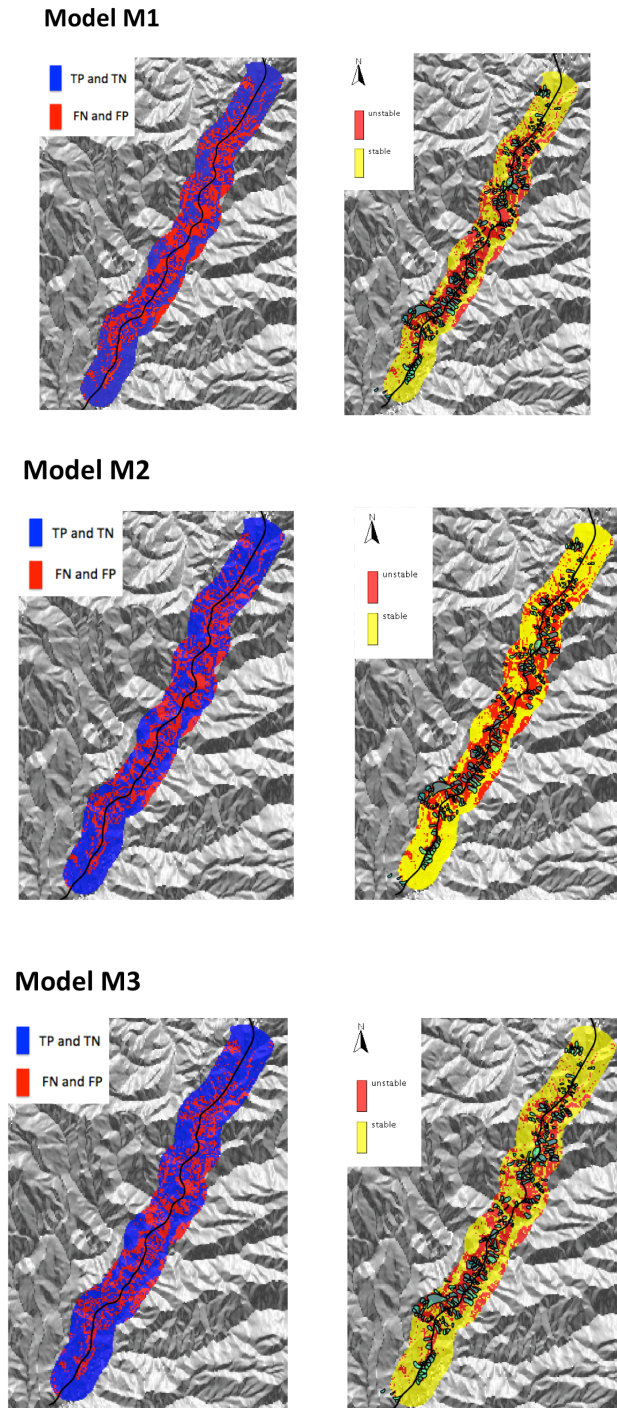 Model M1
TP and TN
FN and FP
N
unstable
stable
Model M2
TP and TN
FN and FP
N
unstable
stable
Model M3
TP and TN
FN and FP
N
unstable
stable